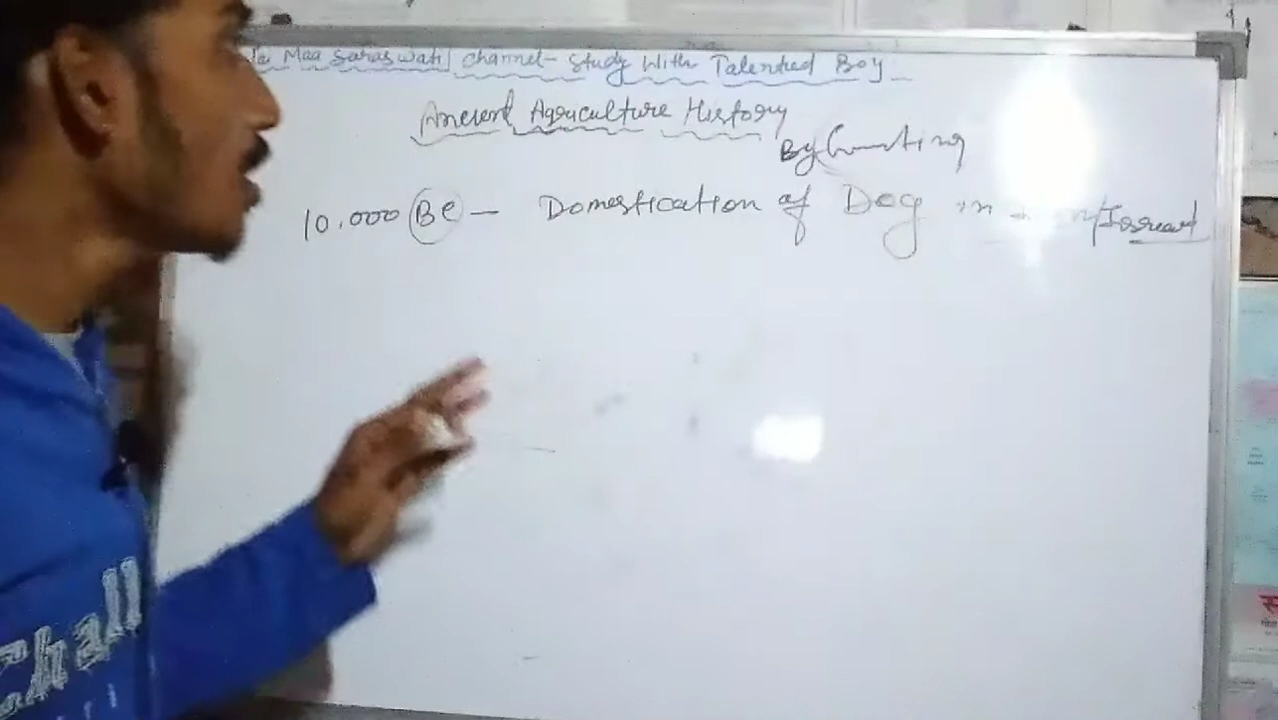 Maa Saraswati Channel - Study With Talented Boy
Ancient Agriculture History
By hunting
10,000 BC - Domestication of Dog in
Chall